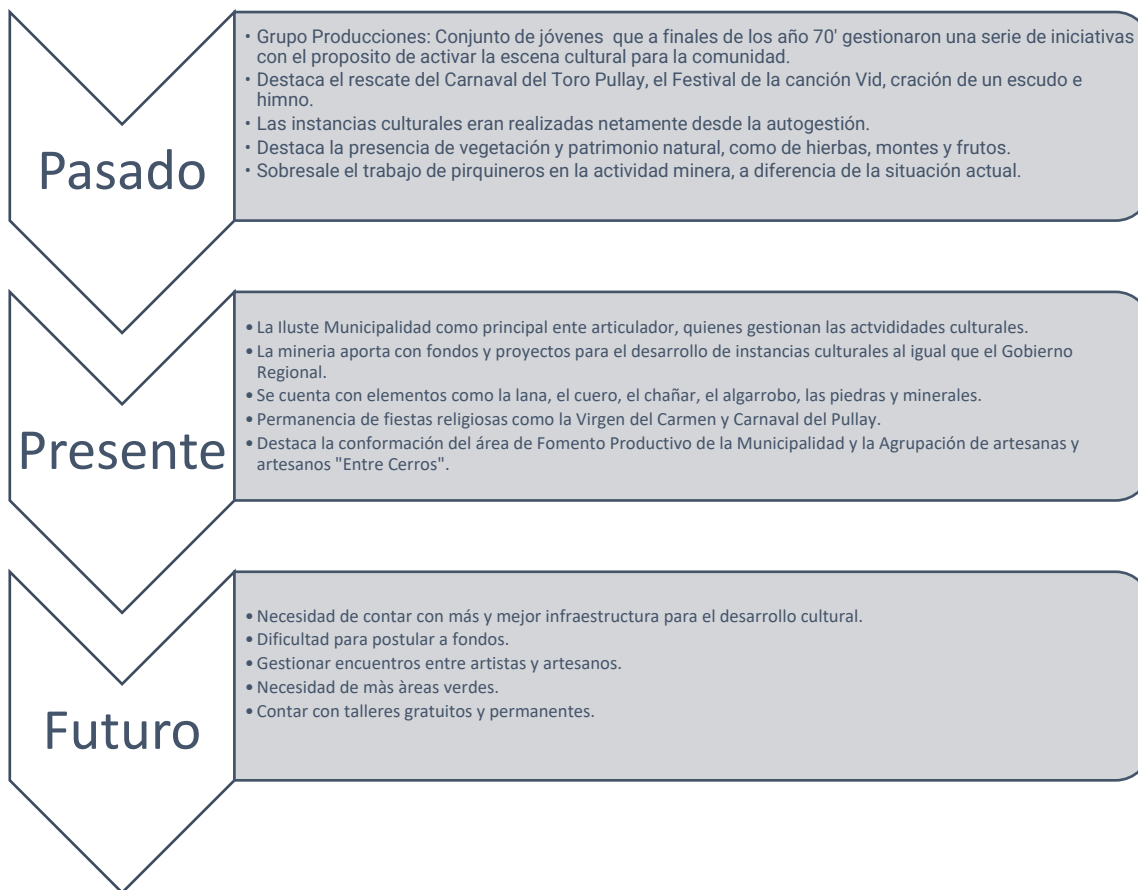 Pasado
· Grupo Producciones: Conjunto de jóvenes que a finales de los año 70' gestionaron una serie de iniciativas
con el proposito de activar la escena cultural para la comunidad.
· Destaca el rescate del Carnaval del Toro Pullay, el Festival de la canción Vid, cración de un escudo e
himno.
· Las instancias culturales eran realizadas netamente desde la autogestión.
· Destaca la presencia de vegetación y patrimonio natural, como de hierbas, montes y frutos.
· Sobresale el trabajo de pirquineros en la actividad minera, a diferencia de la situación actual.
Presente
• La Iluste Municipalidad como principal ente articulador, quienes gestionan las actvididades culturales.
• La mineria aporta con fondos y proyectos para el desarrollo de instancias culturales al igual que el Gobierno
Regional.
• Se cuenta con elementos como la lana, el cuero, el chañar, el algarrobo, las piedras y minerales.
• Permanencia de fiestas religiosas como la Virgen del Carmen y Carnaval del Pullay.
• Destaca la conformación del área de Fomento Productivo de la Municipalidad y la Agrupación de artesanas y
artesanos "Entre Cerros".
Futuro
• Necesidad de contar con más y mejor infraestructura para el desarrollo cultural.
• Dificultad para postular a fondos.
• Gestionar encuentros entre artistas y artesanos.
• Necesidad de màs àreas verdes.
• Contar con talleres gratuitos y permanentes.